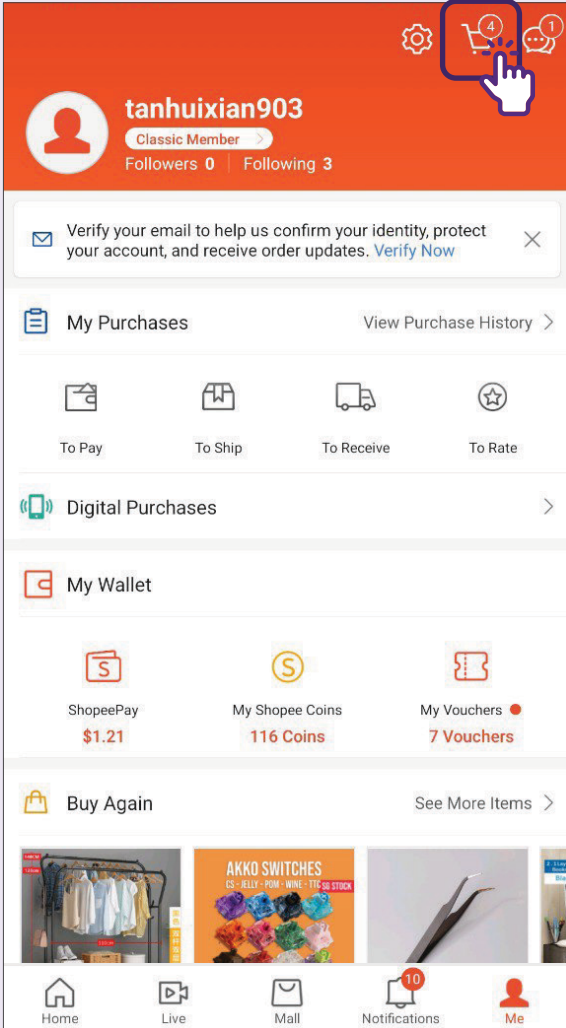 4
1
tanhuixian903
Classic Member
Followers 0 Following 3
Verify your email to help us confirm your identity, protect
your account, and receive order updates. Verify Now
My Purchases View Purchase History
To Pay To Ship To Receive To Rate
Digital Purchases
My Wallet
ShopeePay My Shopee Coins My Vouchers
$1.21 116 Coins 7 Vouchers
Buy Again See More Items
AKKO SWITCHES
CS - JELLY - POM - WINE - TTC SG STOCK
10
Home Live Mall Notifications Me